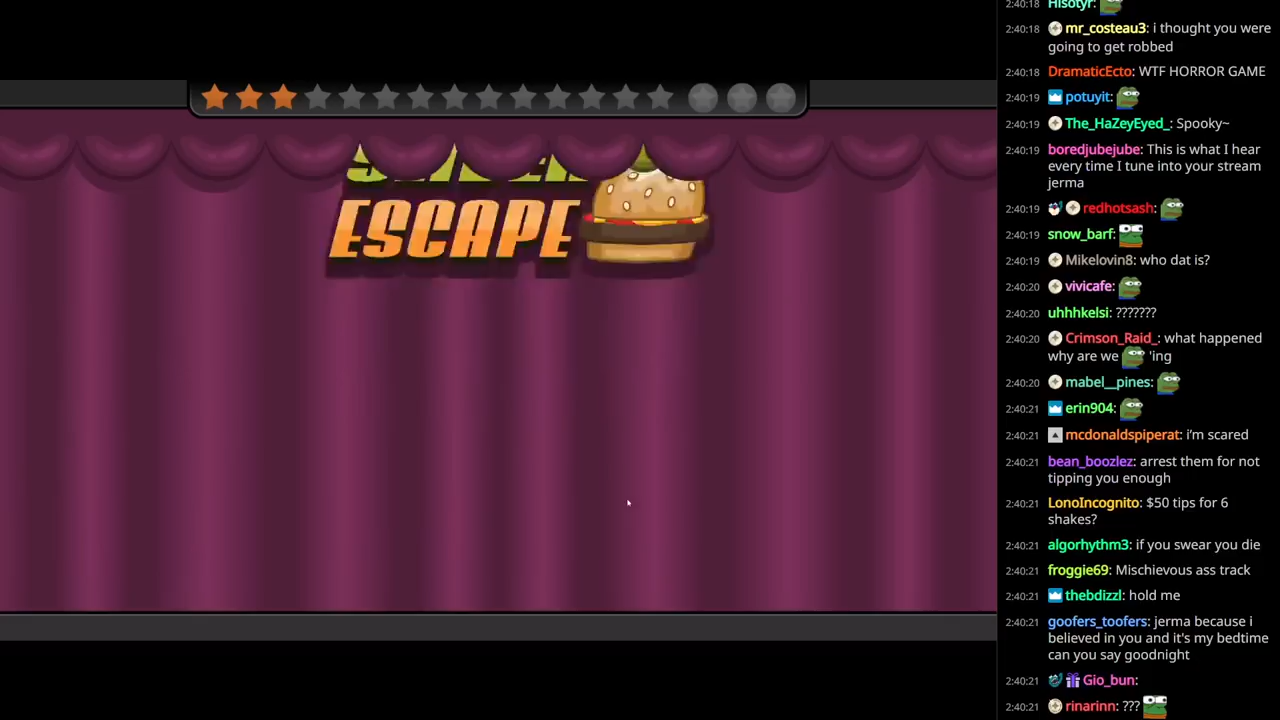 ESCAPE
2:40:18 Hisotyr:
2:40:18 mr_costeau3: i thought you were
going to get robbed
2:40:18 DramaticEcto: WTF HORROR GAME
2:40:19 potuyit:
2:40:19 The_HaZeyEyed_: Spooky~
2:40:19 boredjubejube: This is what I hear
every time I tune into your stream
jerma
2:40:19 redhotsash:
2:40:19 snow_barf:
2:40:19 Mikelovin8: who dat is?
2:40:20 vivicafe:
2:40:20 uhhhkelsi: ???????
2:40:20 Crimson_Raid_: what happened
why are we 'ing
2:40:20 mabel__pines:
2:40:21 erin904:
2:40:21 mcdonaldspiperat: i'm scared
2:40:21 bean_boozlez: arrest them for not
tipping you enough
2:40:21 LonoIncognito: $50 tips for 6
shakes?
2:40:21 algorhythm3: if you swear you die
2:40:21 froggie69: Mischievous ass track
2:40:21 thebdizzl: hold me
2:40:21 goofers_toofers: jerma because i
believed in you and it's my bedtime
can you say goodnight
2:40:21 Gio_bun:
2:40:21 rinarinn: ???